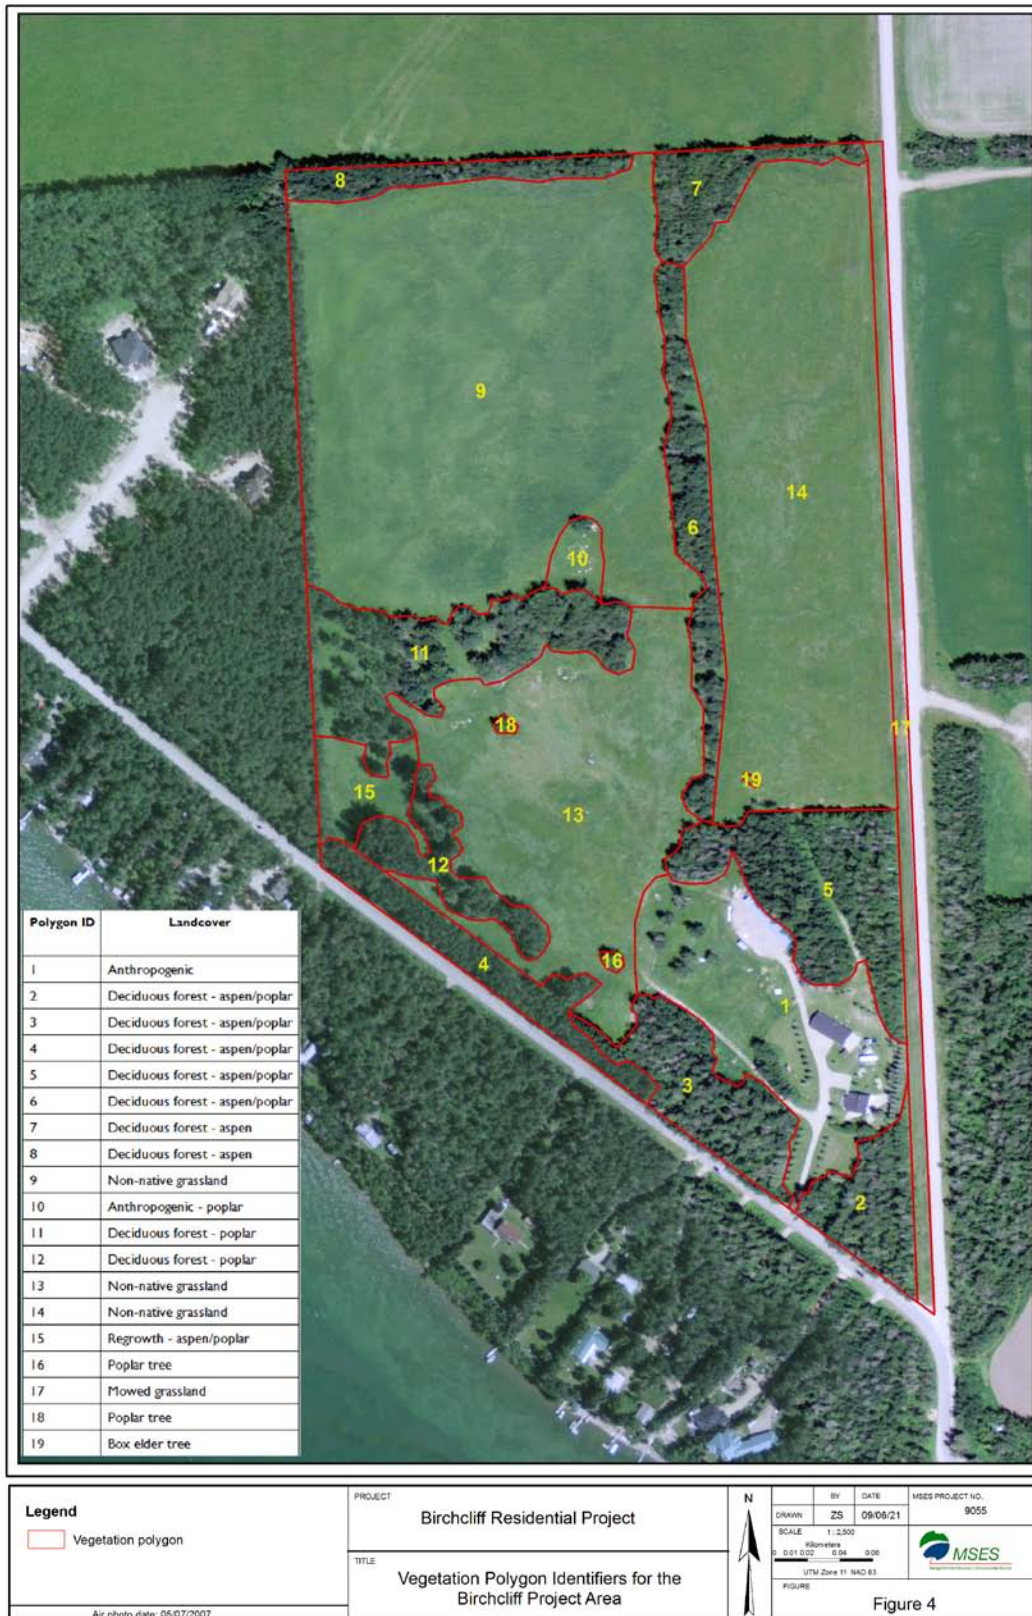 8
7
9
14
6
10
11
18
17
19
15
13
12
5
16
4
1
3
2
Polygon ID Landcover
1 Anthropogenic
2 Deciduous forest - aspen/poplar
3 Deciduous forest - aspen/poplar
4 Deciduous forest - aspen/poplar
5 Deciduous forest - aspen/poplar
6 Deciduous forest - aspen/poplar
7 Deciduous forest - aspen
8 Deciduous forest - aspen
9 Non-native grassland
10 Anthropogenic - poplar
11 Deciduous forest - poplar
12 Deciduous forest - poplar
13 Non-native grassland
14 Non-native grassland
15 Regrowth - aspen/poplar
16 Poplar tree
17 Mowed grassland
18 Poplar tree
19 Box elder tree
Legend
Vegetation polygon
Air photo date: 05/07/2007
PROJECT
Birchcliff Residential Project
TITLE
Vegetation Polygon Identifiers for the
Birchcliff Project Area
N
BY DATE
DRAWN ZS 09/06/21
SCALE 1:2,500
Kilometers
0 0.01 0.02 0.04 0.06
UTM Zone 11 NAD 83
MSES PROJECT NO.
9055
MSES
FIGURE
Figure 4